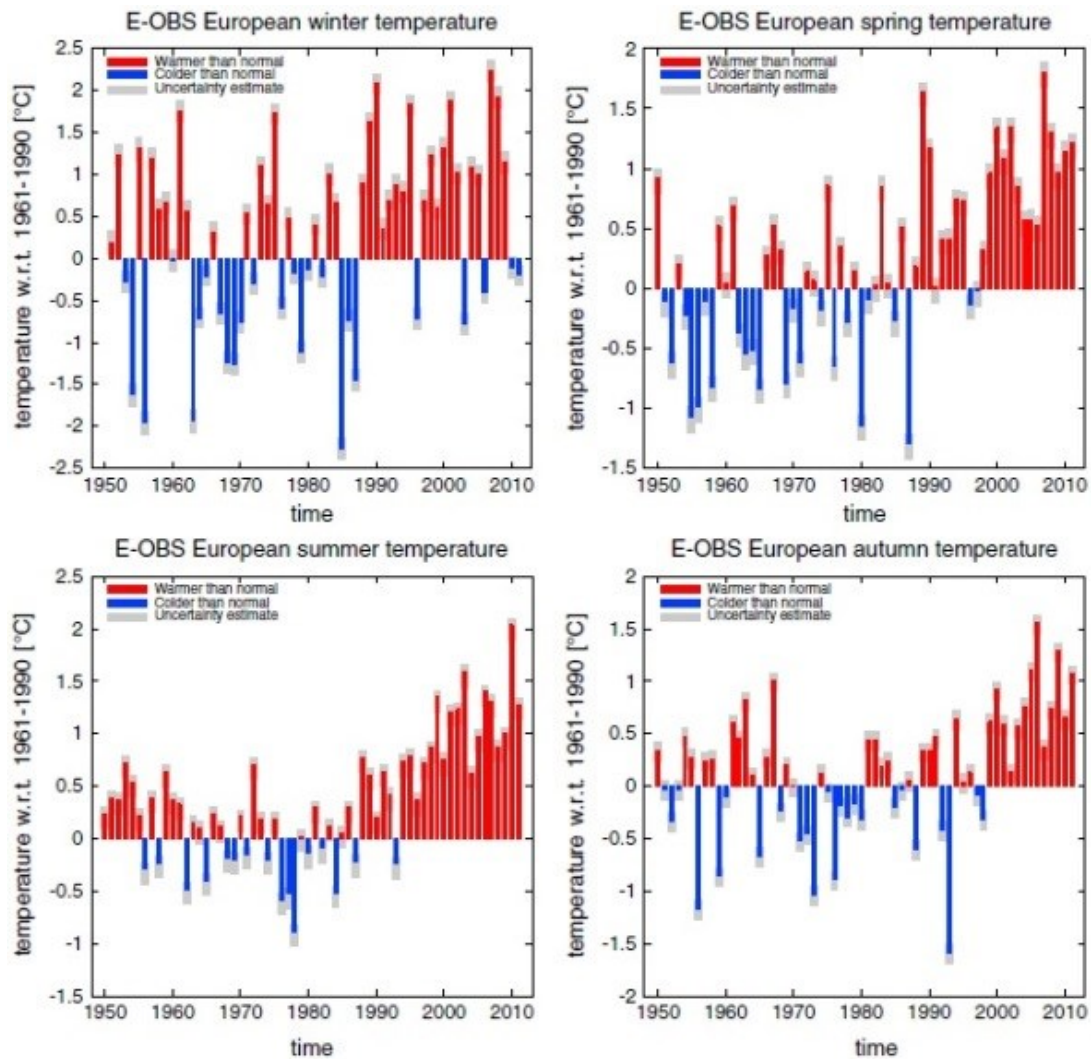 E-OBS European winter temperature
Warmer than normal
Colder than normal
Uncertainty estimate
temperature w.r.t. 1961-1990 [°C]
2.5
2
1.5
1
0.5
0
-0.5
-1
-1.5
-2
-2.5
1950 1960 1970 1980 1990 2000 2010
time
E-OBS European spring temperature
Warmer than normal
Colder than normal
Uncertainty estimate
temperature w.r.t. 1961-1990 [°C]
2
1.5
1
0.5
0
-0.5
-1
-1.5
1950 1960 1970 1980 1990 2000 2010
time
E-OBS European summer temperature
Warmer than normal
Colder than normal
Uncertainty estimate
temperature w.r.t. 1961-1990 [°C]
2.5
2
1.5
1
0.5
0
-0.5
-1
-1.5
1950 1960 1970 1980 1990 2000 2010
time
E-OBS European autumn temperature
Warmer than normal
Colder than normal
Uncertainty estimate
temperature w.r.t. 1961-1990 [°C]
2
1.5
1
0.5
0
-0.5
-1
-1.5
-2
1950 1960 1970 1980 1990 2000 2010
time